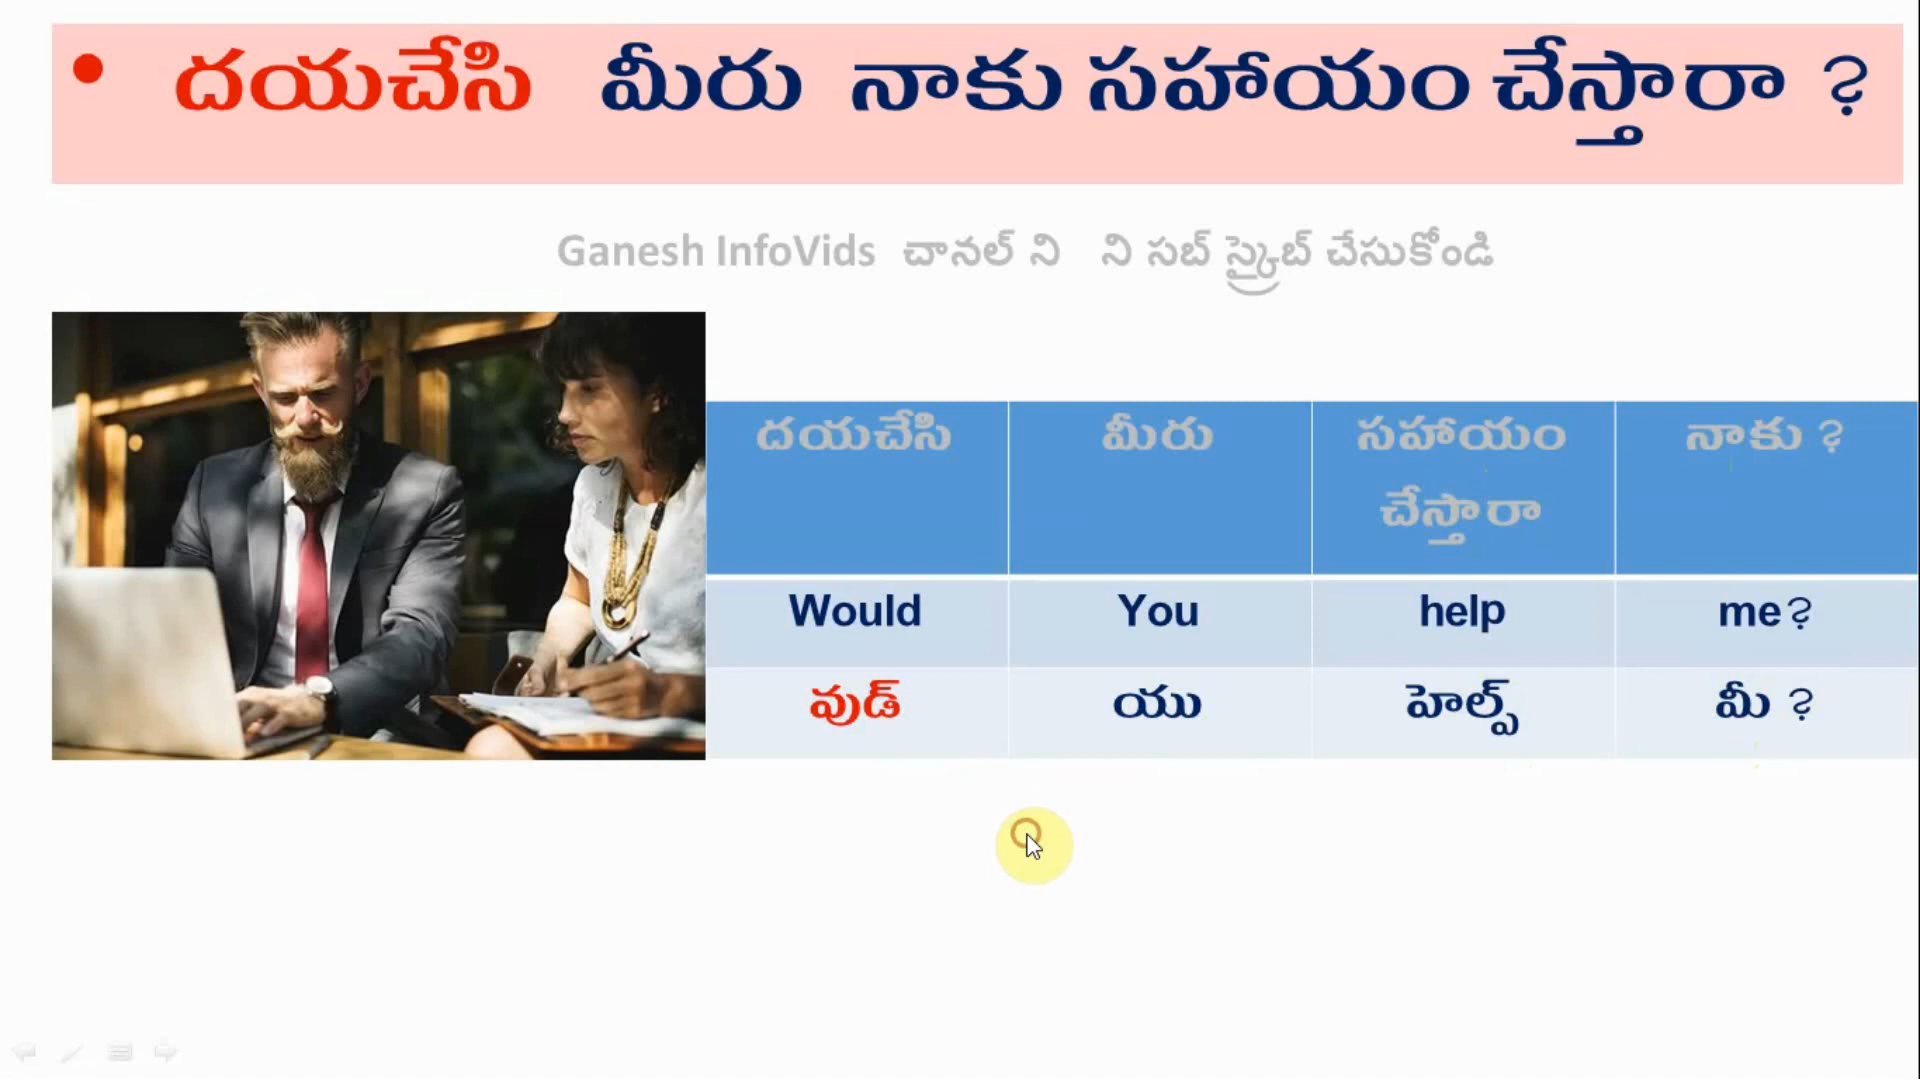 • దయచేసి మీరు నాకు సహాయం చేస్తారా ?
Ganesh InfoVids చానల్ ని ని సబ్ స్క్రైబ్ చేసుకోండి
దయచేసి మీరు సహాయం చేస్తారా నాకు ?
Would You help me?
వుడ్ యు హెల్ప్ మీ ?